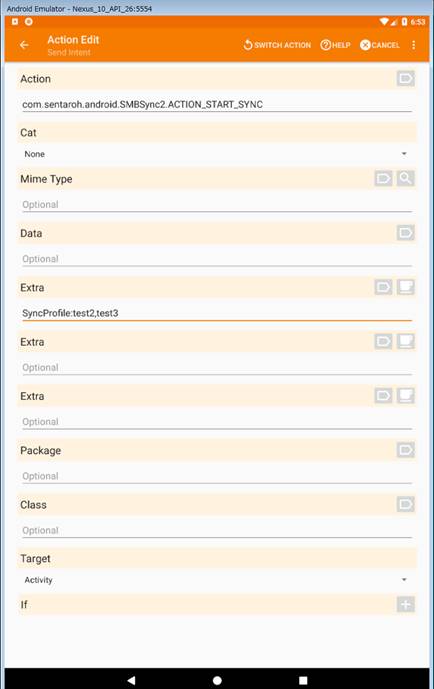 Android Emulator - Nexus_10_API_26:5554
6:53
Action Edit
Send Intent
SWITCH ACTION
HELP
CANCEL
Action
com.sentaroh.android.SMBSync2.ACTION_START_SYNC
Cat
None
Mime Type
Optional
Data
Optional
Extra
SyncProfile:test2,test3
Extra
Optional
Extra
Optional
Package
Optional
Class
Optional
Target
Activity
If